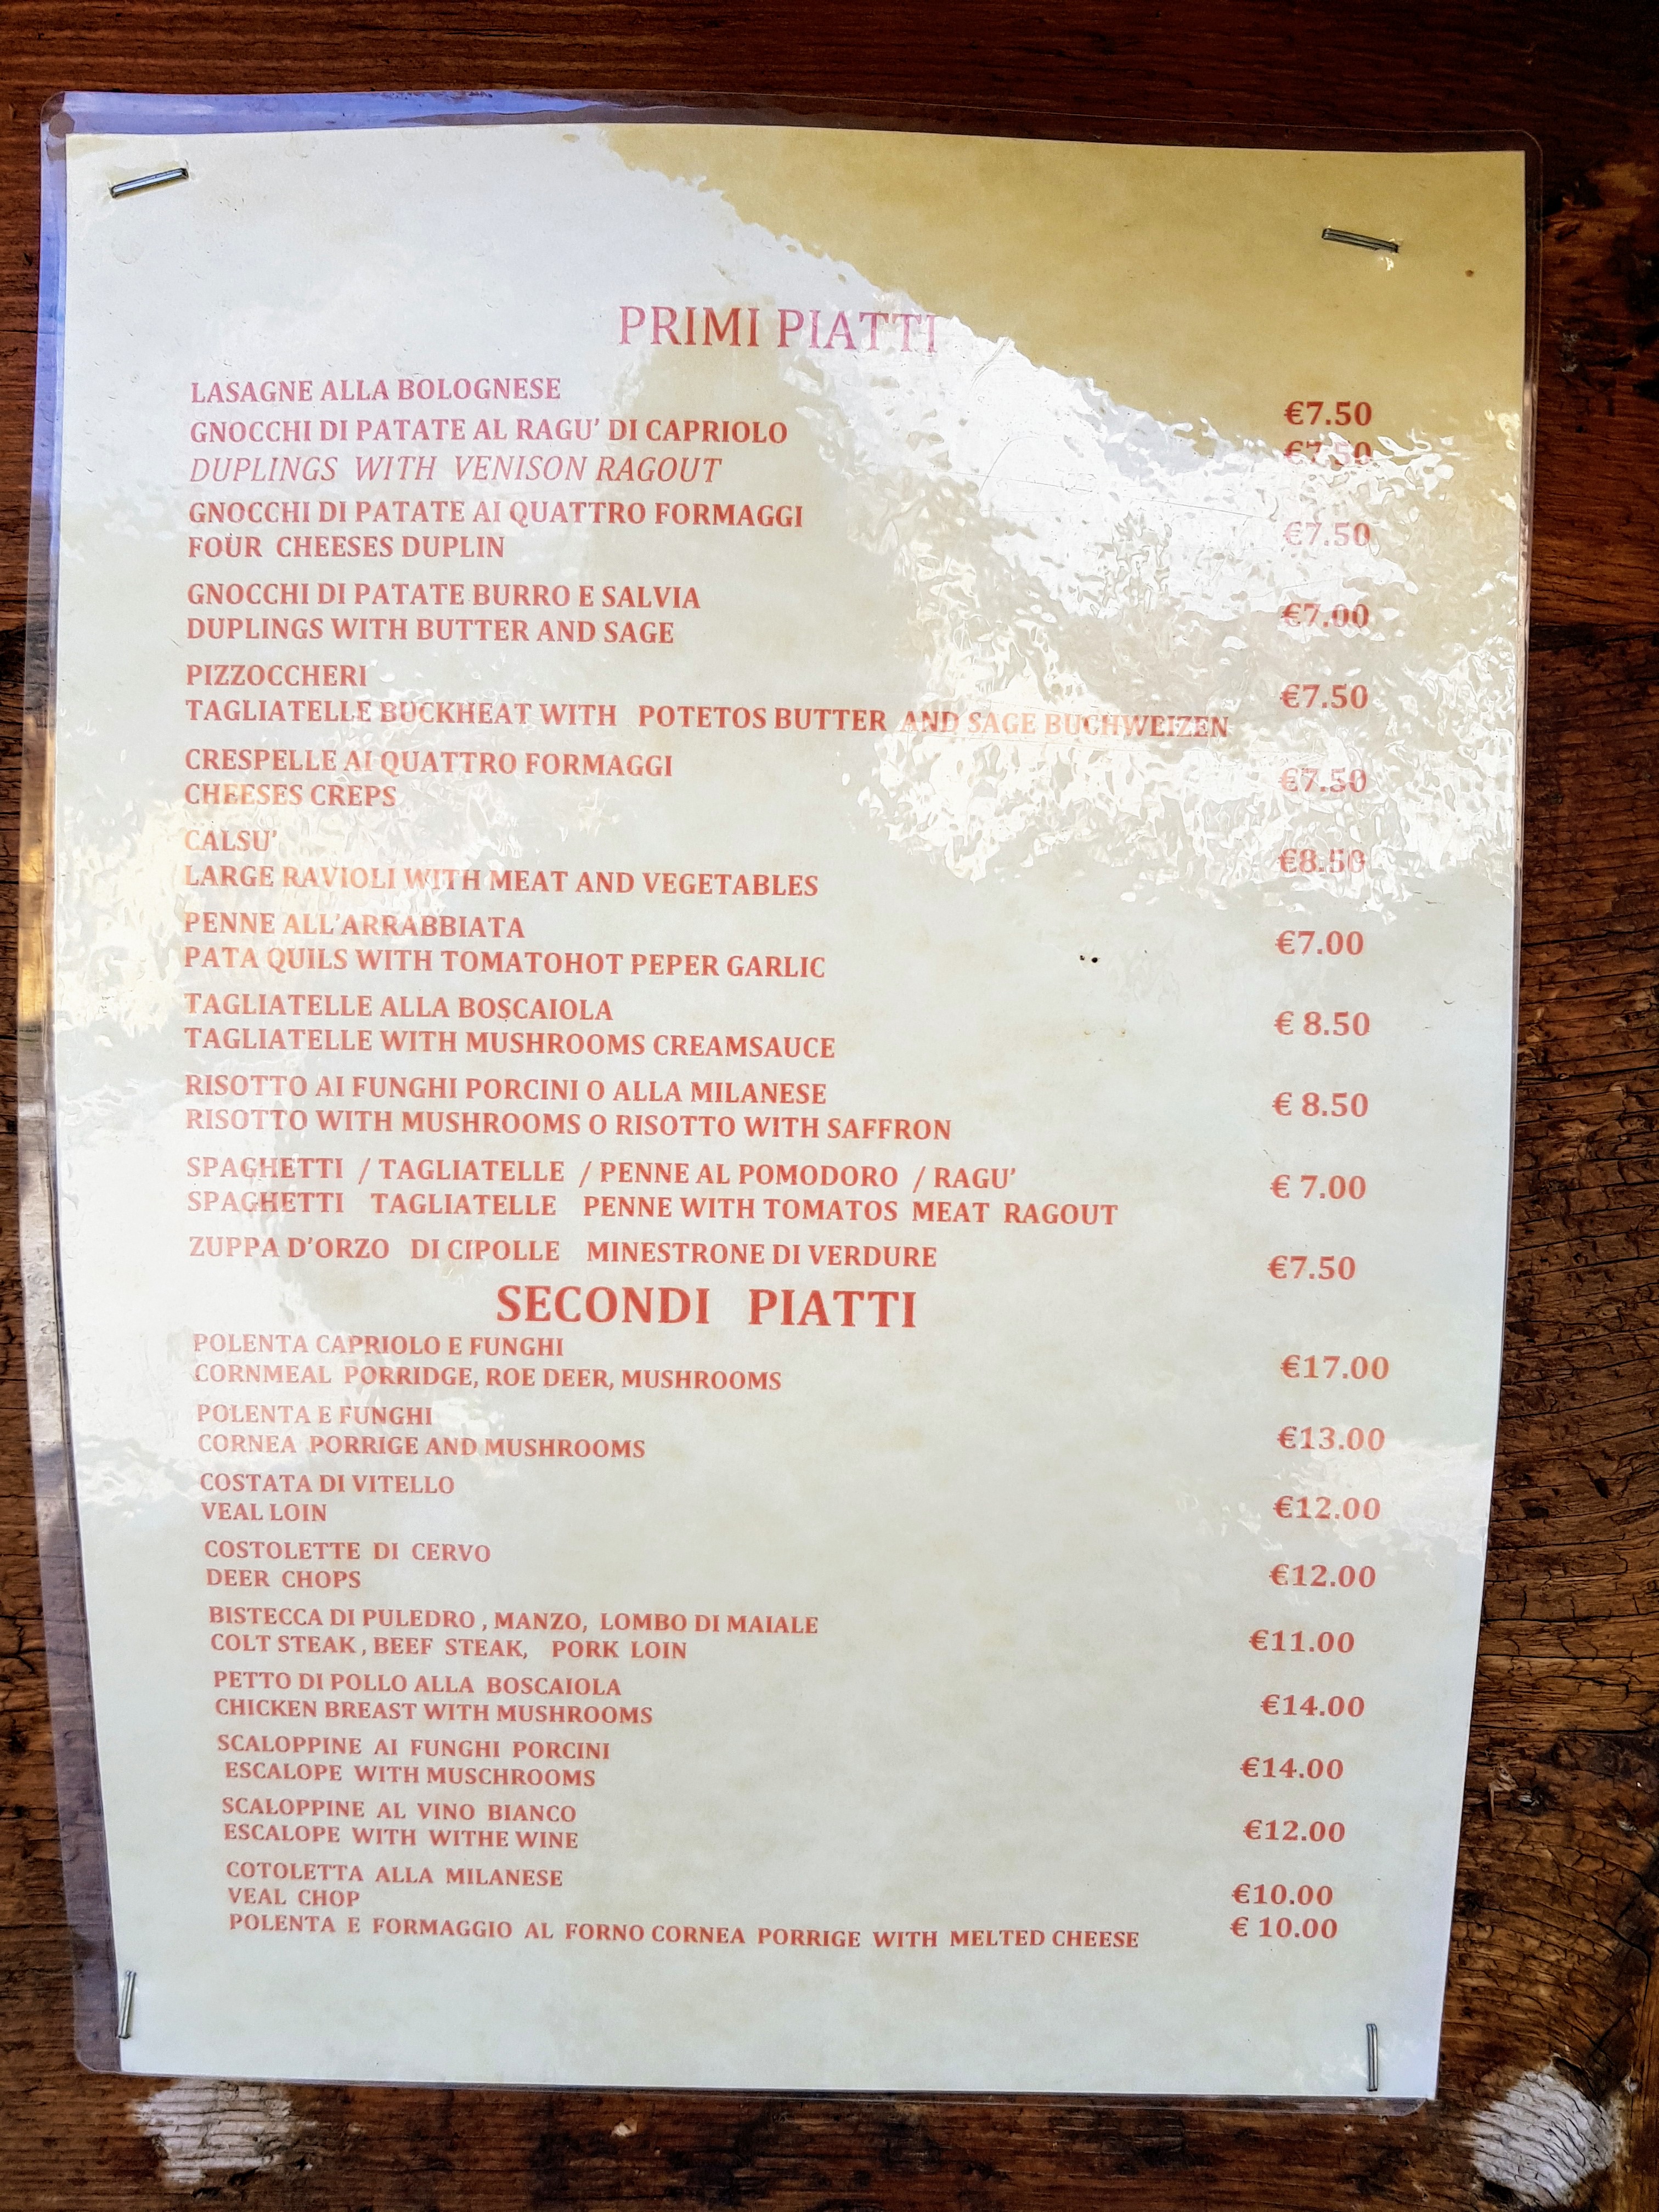 PRIMI PIATTI
LASAGNE ALLA BOLOGNESE €7.50
GNOCCHI DI PATATE AL RAGU' DI CAPRIOLO €7.50
DUPLINGS WITH VENISON RAGOUT
GNOCCHI DI PATATE AI QUATTRO FORMAGGI €7.50
FOUR CHEESES DUPLIN
GNOCCHI DI PATATE BURRO E SALVIA €7.00
DUPLINGS WITH BUTTER AND SAGE
PIZZOCCHERI €7.50
TAGLIATELLE BUCKHEAT WITH POTETOS BUTTER AND SAGE BUCHWEIZEN
CRESPELLE AI QUATTRO FORMAGGI €7.50
CHEESES CREPS
CALSU' €8.50
LARGE RAVIOLI WITH MEAT AND VEGETABLES
PENNE ALL'ARRABBIATA €7.00
PATA QUILS WITH TOMATOHOT PEPER GARLIC
TAGLIATELLE ALLA BOSCAIOLA € 8.50
TAGLIATELLE WITH MUSHROOMS CREAMSAUCE
RISOTTO AI FUNGHI PORCINI O ALLA MILANESE € 8.50
RISOTTO WITH MUSHROOMS O RISOTTO WITH SAFFRON
SPAGHETTI / TAGLIATELLE / PENNE AL POMODORO / RAGU' € 7.00
SPAGHETTI TAGLIATELLE PENNE WITH TOMATOS MEAT RAGOUT
ZUPPA D'ORZO DI CIPOLLE MINESTRONE DI VERDURE €7.50
SECONDI PIATTI
POLENTA CAPRIOLO E FUNGHI €17.00
CORNMEAL PORRIDGE, ROE DEER, MUSHROOMS
POLENTA E FUNGHI €13.00
CORNEA PORRIGE AND MUSHROOMS
COSTATA DI VITELLO €12.00
VEAL LOIN
COSTOLETTE DI CERVO €12.00
DEER CHOPS
BISTECCA DI PULEDRO , MANZO, LOMBO DI MAIALE €11.00
COLT STEAK , BEEF STEAK, PORK LOIN
PETTO DI POLLO ALLA BOSCAIOLA €14.00
CHICKEN BREAST WITH MUSHROOMS
SCALOPPINE AI FUNGHI PORCINI €14.00
ESCALOPE WITH MUSCHROOMS
SCALOPPINE AL VINO BIANCO €12.00
ESCALOPE WITH WITHE WINE
COTOLETTA ALLA MILANESE €10.00
VEAL CHOP
POLENTA E FORMAGGIO AL FORNO CORNEA PORRIGE WITH MELTED CHEESE € 10.00